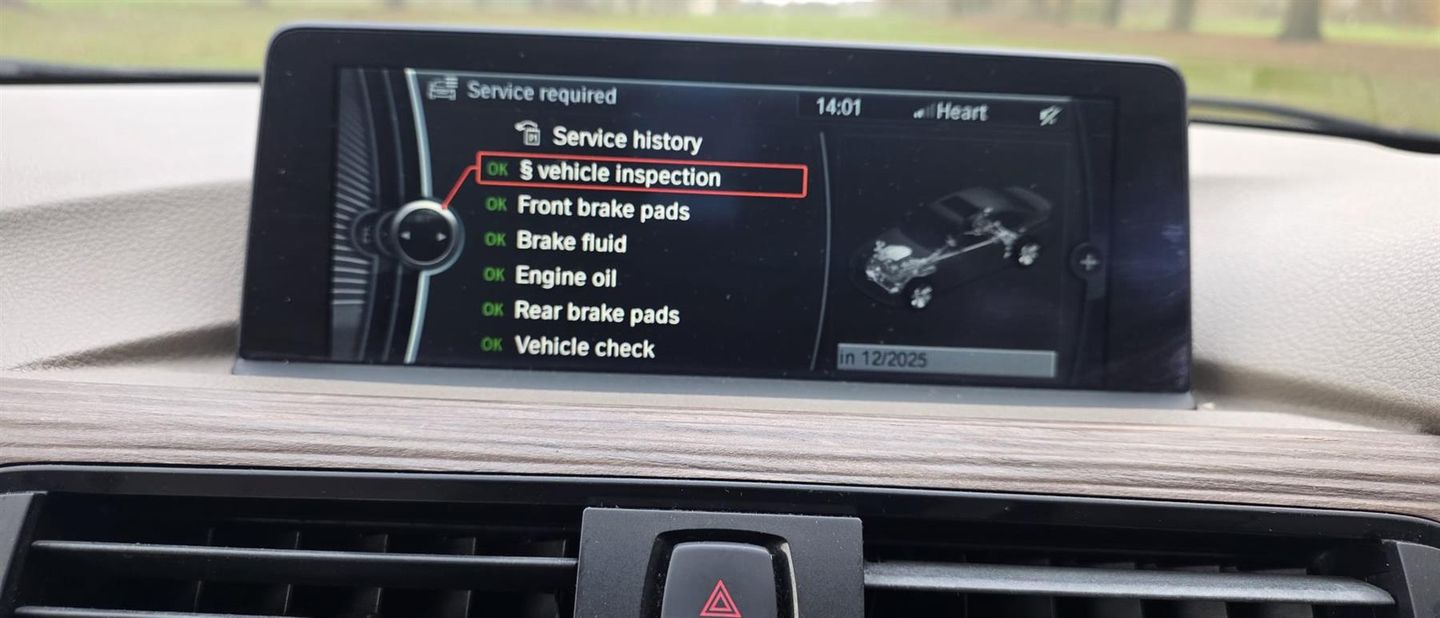 Service required
14:01
Heart
Service history
OK § vehicle inspection
OK Front brake pads
OK Brake fluid
OK Engine oil
OK Rear brake pads
OK Vehicle check
in 12/2025